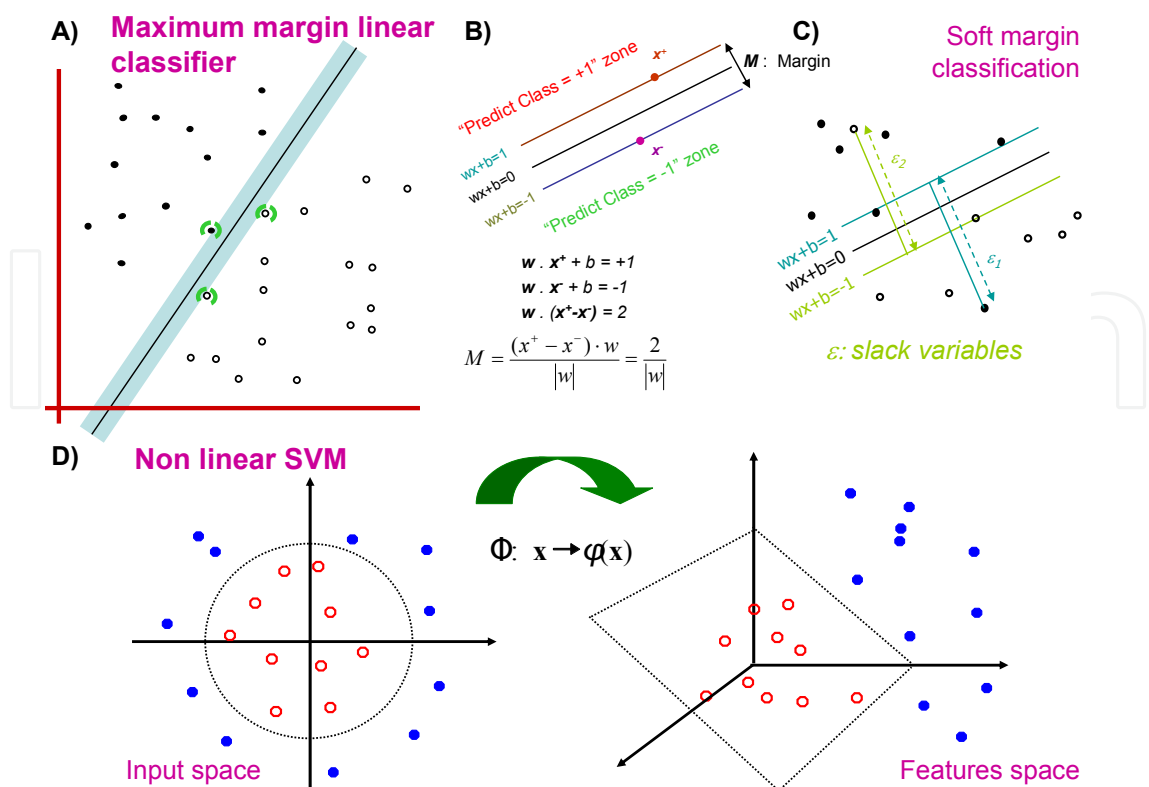 A)
Maximum margin linear
classifier
B)
"Predict Class = +1" zone
x⁺
M : Margin
wx+b=1
wx+b=0
wx+b=-1
x⁻
"Predict Class = -1" zone
w . x⁺ + b = +1
w . x⁻ + b = -1
w . (x⁺-x⁻) = 2
M = (x⁺ − x⁻) · w / |w| = 2 / |w|
C)
Soft margin
classification
ε₂
wx+b=1
wx+b=0
wx+b=-1
ε₁
ε: slack variables
D)
Non linear SVM
Φ: x → φ(x)
Input space
Features space